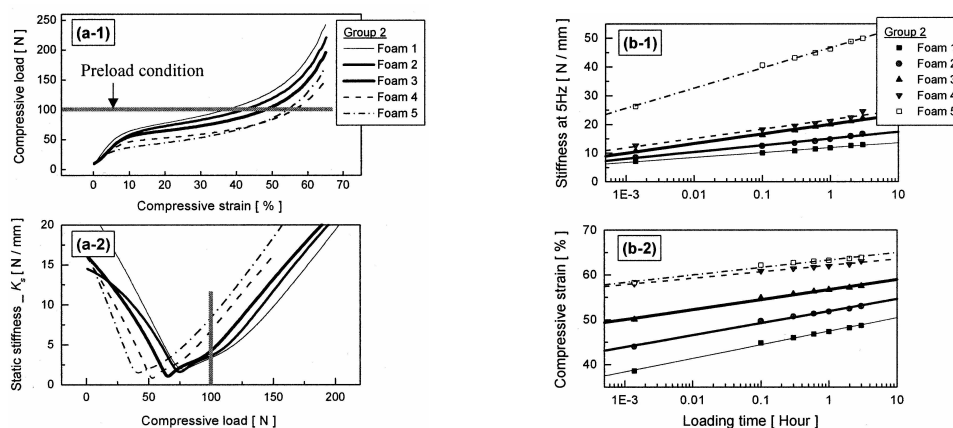 (a-1)
Group 2
Foam 1
Foam 2
Foam 3
Foam 4
Foam 5
Preload condition
Compressive load [ N ]
250
200
150
100
50
0
0 10 20 30 40 50 60 70
Compressive strain [ % ]
(a-2)
Static stiffness _ Ks [ N / mm ]
20
15
10
5
0
0 50 100 150 200
Compressive load [ N ]
(b-1)
Group 2
Foam 1
Foam 2
Foam 3
Foam 4
Foam 5
Stiffness at 5Hz [ N / mm ]
50
40
30
20
10
0
1E-3 0.01 0.1 1 10
(b-2)
Compressive strain [ % ]
70
60
50
40
1E-3 0.01 0.1 1 10
Loading time [ Hour ]